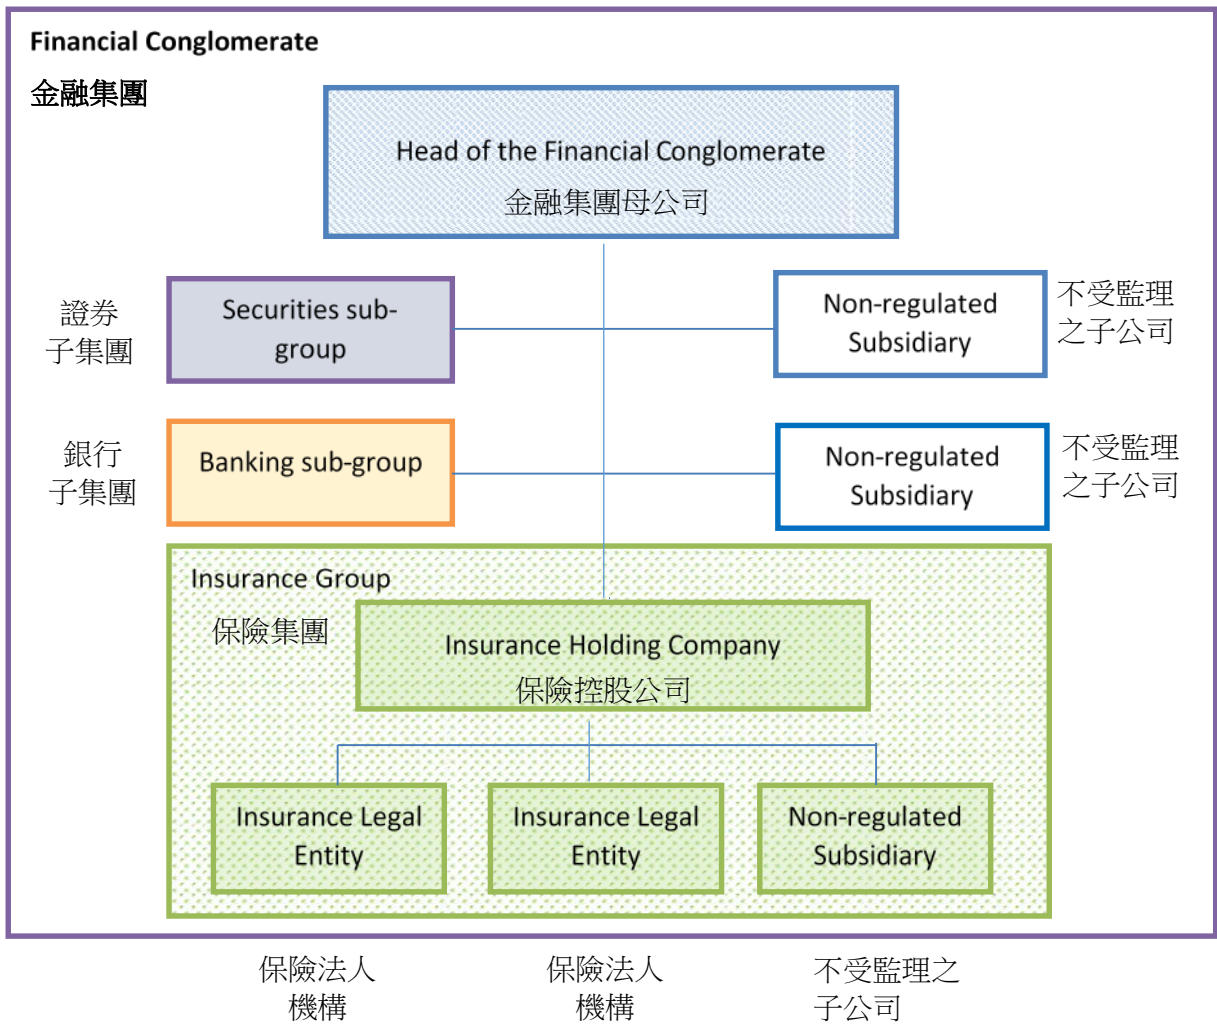 Financial Conglomerate
金融集團
Head of the Financial Conglomerate
金融集團母公司
證券
子集團
Securities sub-
group
Non-regulated
Subsidiary
不受監理
之子公司
銀行
子集團
Banking sub-group
Non-regulated
Subsidiary
不受監理
之子公司
Insurance Group
保險集團
Insurance Holding Company
保險控股公司
Insurance Legal
Entity
Insurance Legal
Entity
Non-regulated
Subsidiary
保險法人
機構
保險法人
機構
不受監理之
子公司